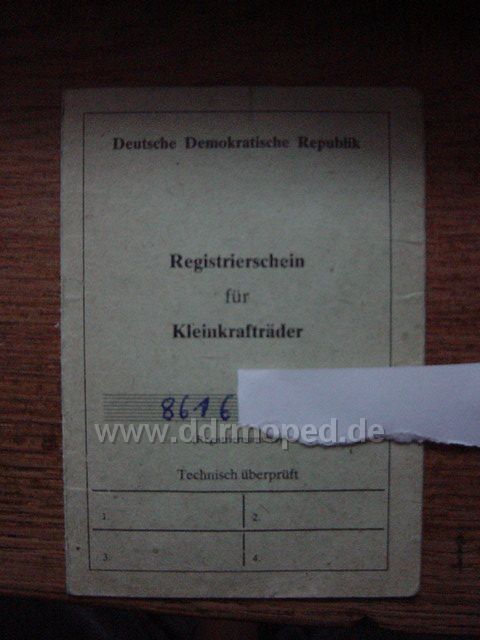 Deutsche Demokratische Republik
Registrierschein
für
Kleinkrafträder
8616
www.ddrmoped.de
Technisch überprüft
1.
2.
3.
4.